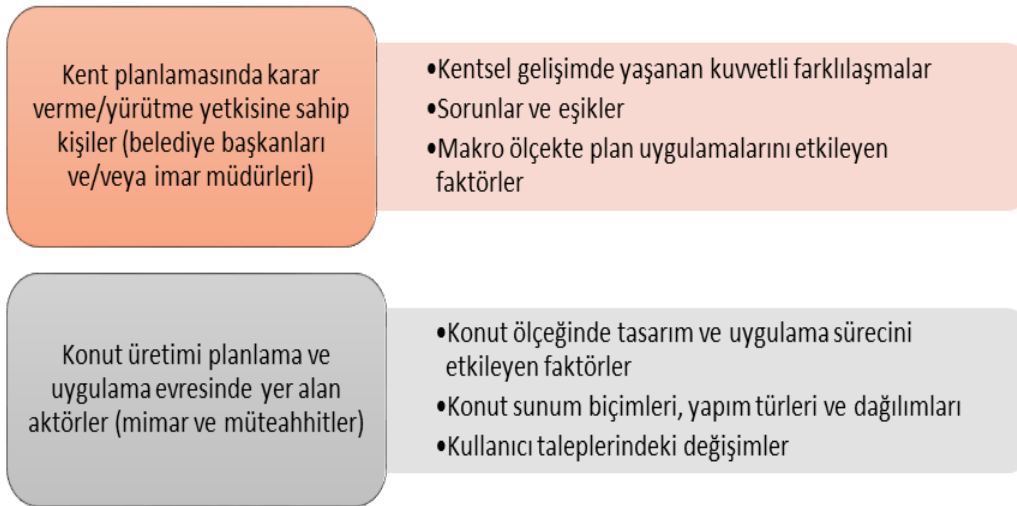 Kent planlamasında karar
verme/yürütme yetkisine sahip
kişiler (belediye başkanları
ve/veya imar müdürleri)
•Kentsel gelişimde yaşanan kuvvetli farklılaşmalar
•Sorunlar ve eşikler
•Makro ölçekte plan uygulamalarını etkileyen
faktörler
Konut üretimi planlama ve
uygulama evresinde yer alan
aktörler (mimar ve müteahhitler)
•Konut ölçeğinde tasarım ve uygulama sürecini
etkileyen faktörler
•Konut sunum biçimleri, yapım türleri ve dağılımları
•Kullanıcı taleplerindeki değişimler